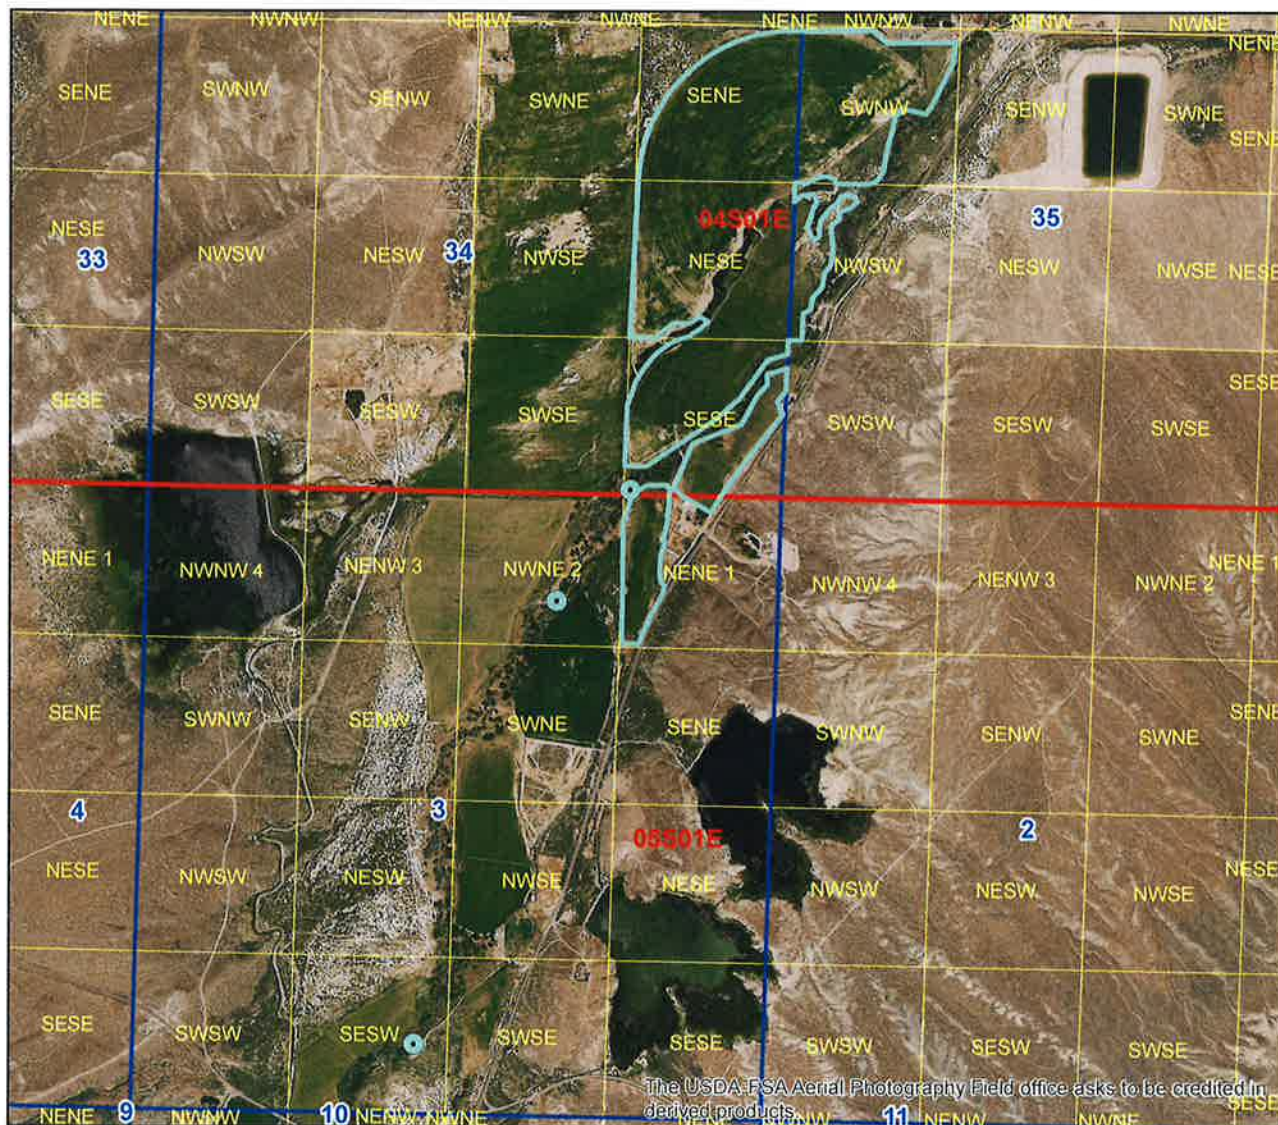 NENE NWNW NENW NWNE NENE NWNW NENW NWNE
NENE
SENE SWNW SENW SWNE SENE SWNW SENW SWNE
SENE
04S01E 35
NESE
33 NWSW NESW 34 NWSE NESE NWSW NESW NWSE NESE
SESE SWSW SESW SWSE SESE SWSW SESW SWSE
SESE
NENE 1 NWNW 4 NENW 3 NWNE 2 NENE 1 NWNW 4 NENW 3 NWNE 2 NENE 1
SENE SWNW SENW SWNE SENE SWNW SENW SWNE
SENE
4 3 05S01E 2
NESE NWSW NESW NWSE NESE NWSW NESW NWSE
NESE
SESE SWSW SESW SWSE SESE SWSW SESW SWSE
The USDA FSA Aerial Photography Field office asks to be credited in
derived products.
SESE
NENE 9 NWNW 10 NENW NWNE 11 NENW NWNE